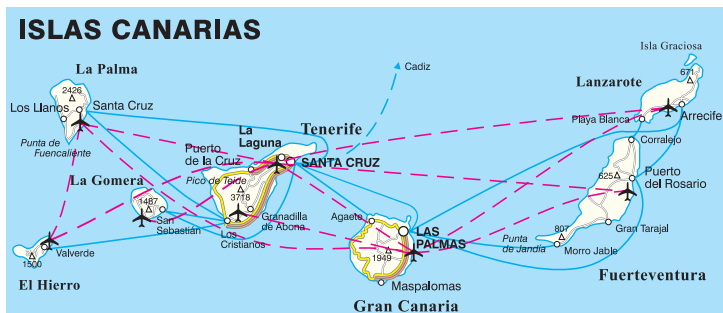 ISLAS CANARIAS
Cadiz
Isla Graciosa
La Palma
2426
Los Llanos
Santa Cruz
Punta de
Fuencaliente
Lanzarote
671
Playa Blanca
Arrecife
La
Laguna
Tenerife
Puerto
de la Cruz
SANTA CRUZ
Pico de Teide
3718
Granadilla
de Abona
Los
Cristianos
La Gomera
1487
San
Sebastián
Valverde
1500
El Hierro
Agaete
LAS
PALMAS
1949
Maspalomas
Gran Canaria
Corralejo
Puerto
del Rosario
625
807
Punta
de Jandía
Gran Tarajal
Morro Jable
Fuerteventura